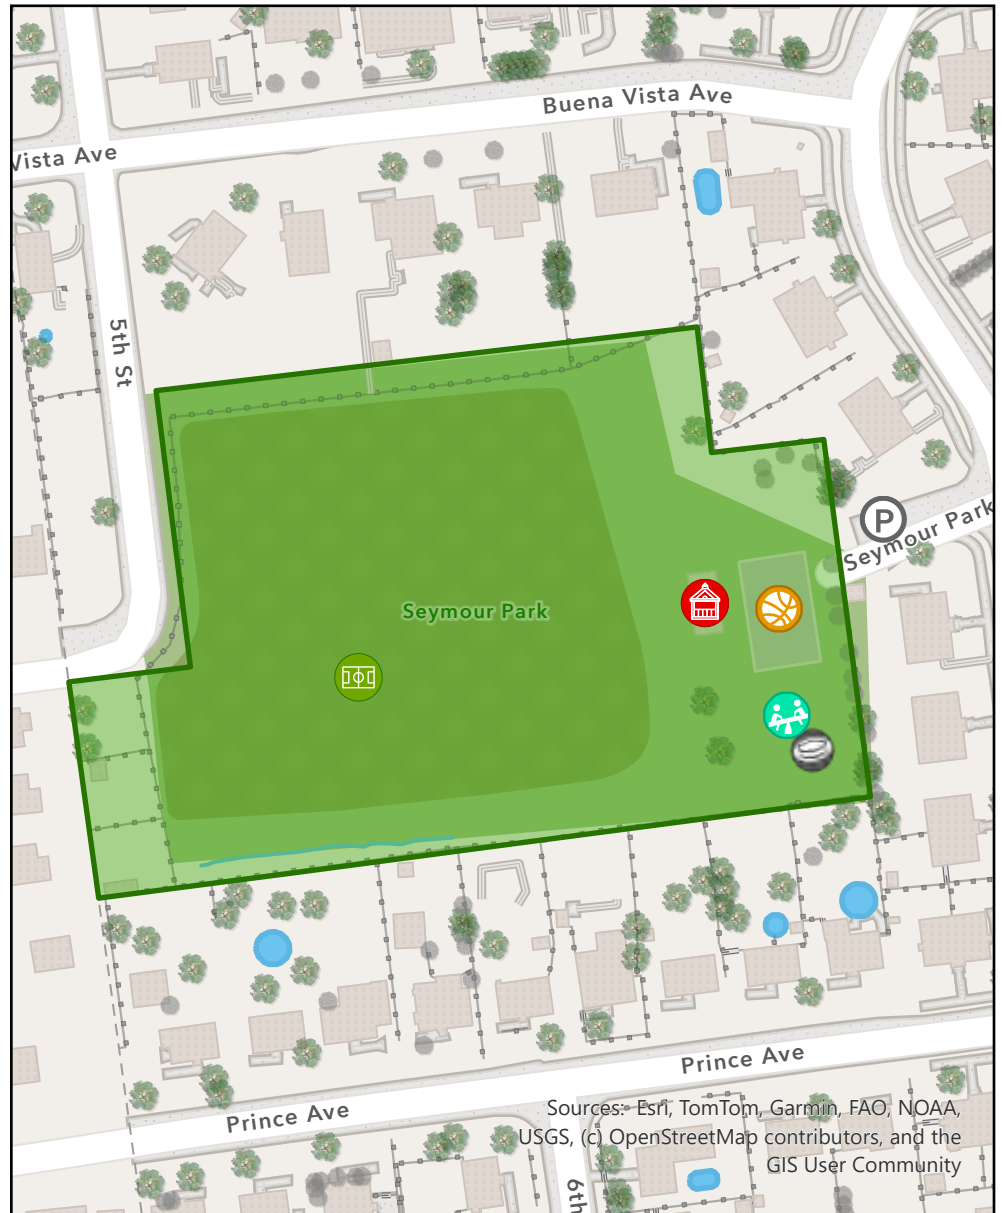 Buena Vista Ave
Vista Ave
5th St
P
Seymour Park
Seymour Park
Prince Ave
Prince Ave
Sources: Esri, TomTom, Garmin, FAO, NOAA,
USGS, (c) OpenStreetMap contributors, and the
GIS User Community
6th